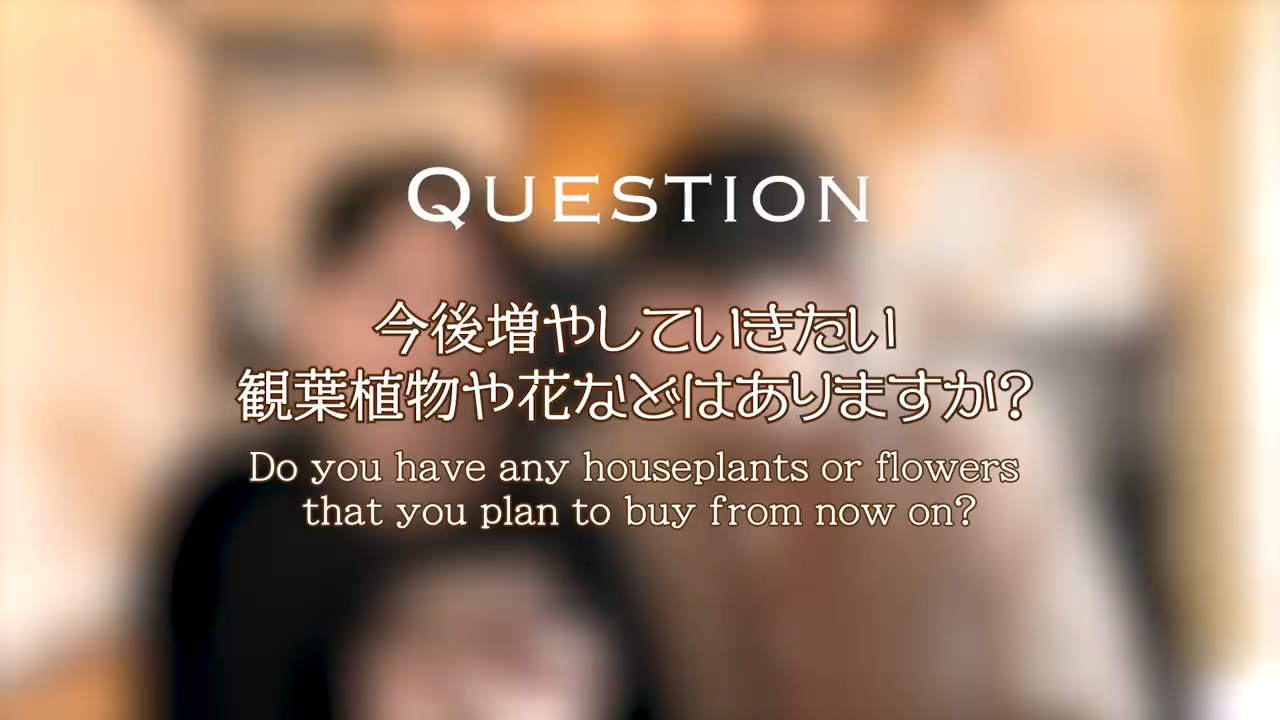 QUESTION
今後増やしていきたい
観葉植物や花などはありますか?
Do you have any houseplants or flowers
that you plan to buy from now on?